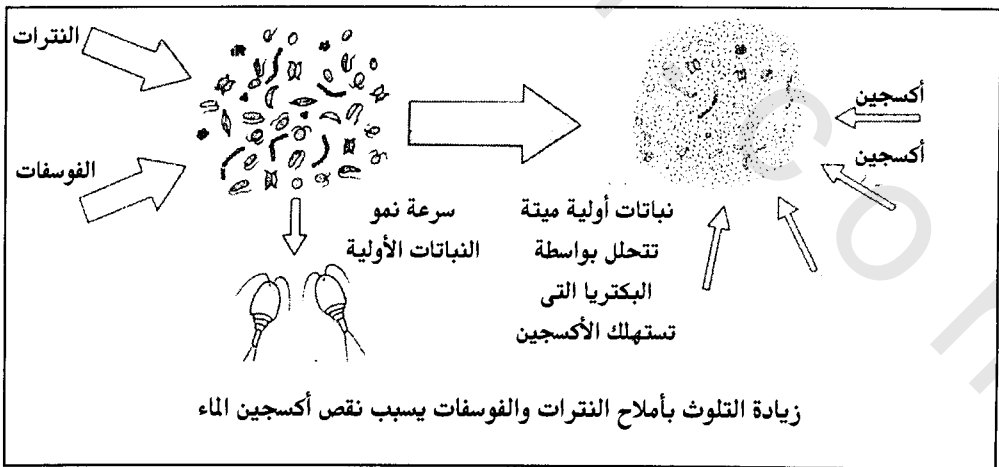 النترات
الفوسفات
سرعة نمو
النباتات الأولية
نباتات أولية ميتة
تتحلل بواسطة
البكتريا التى
تستهلك الأكسجين
أكسجين
أكسجين
زيادة التلوث بأملاح النترات والفوسفات يسبب نقص أكسجين الماء